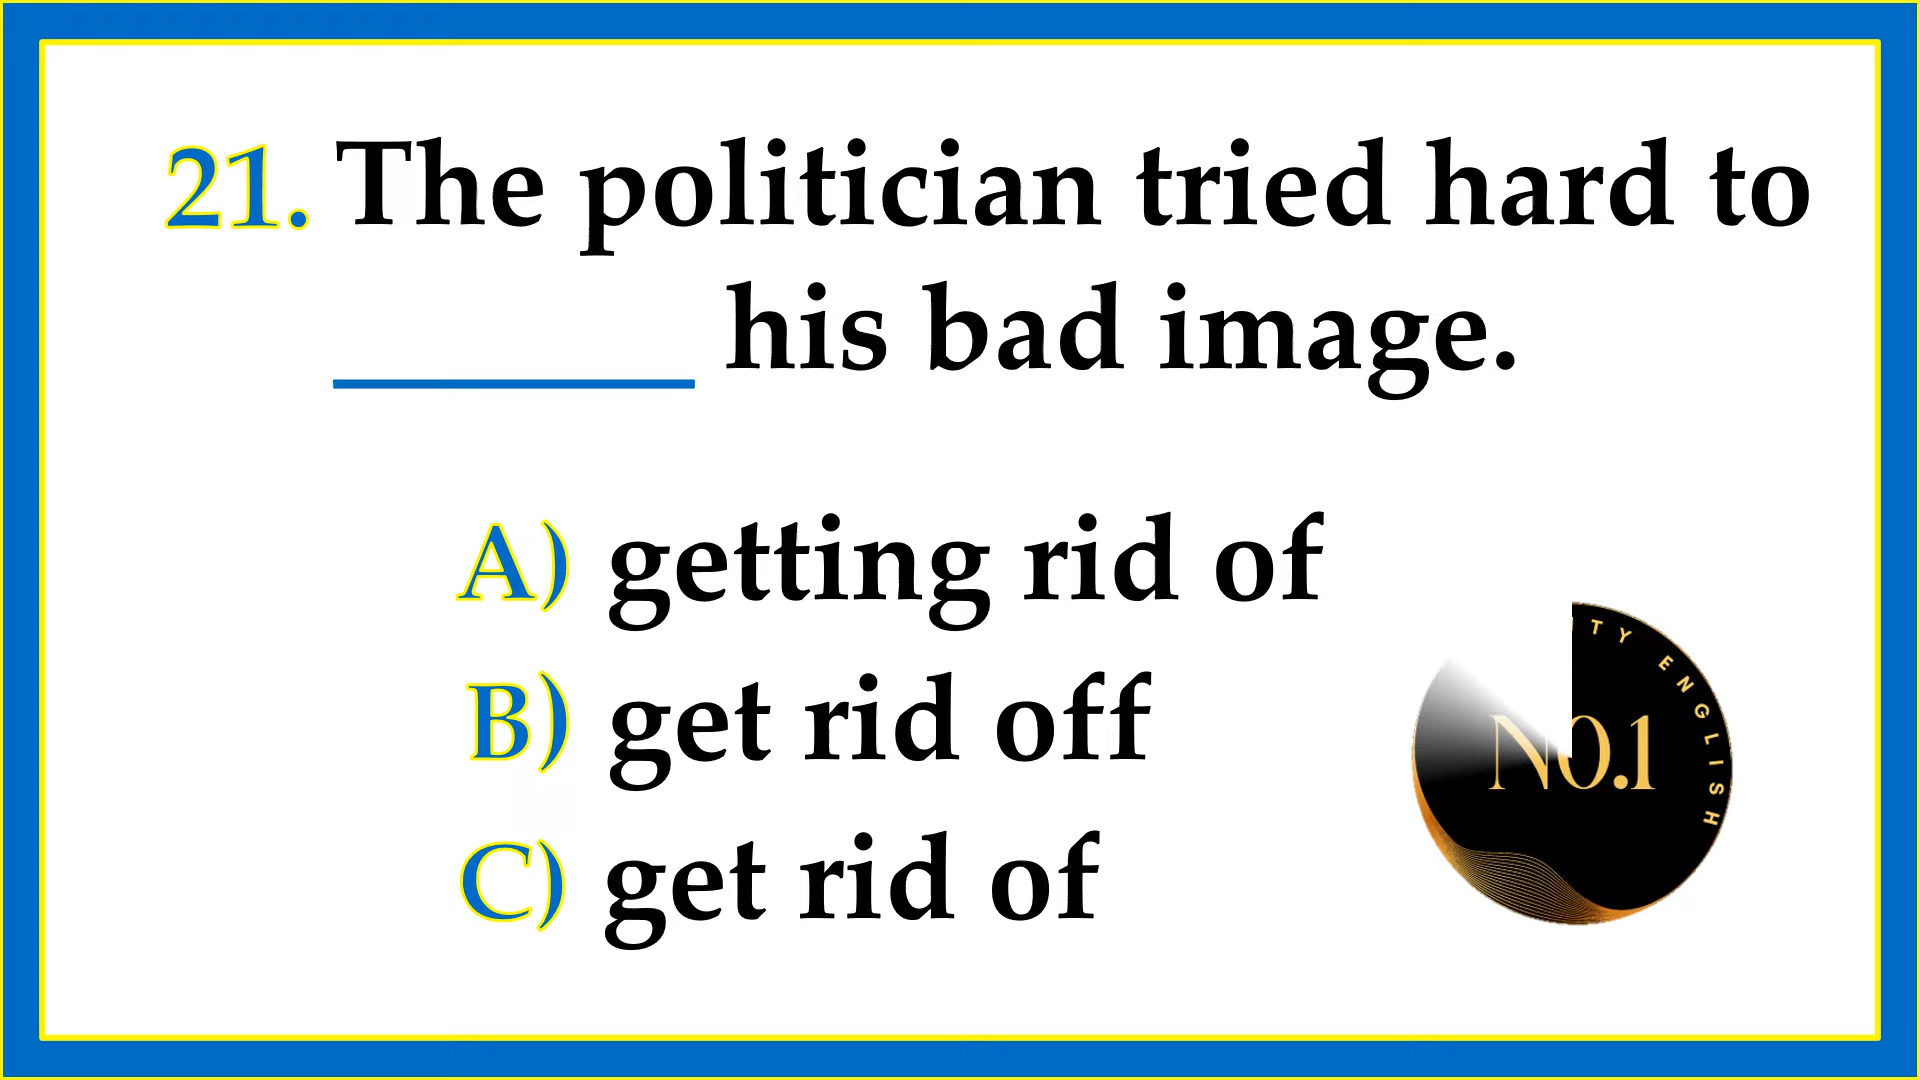 21. The politician tried hard to
______ his bad image.
A) getting rid of
B) get rid off
C) get rid of
TY ENGLISH
NO.1